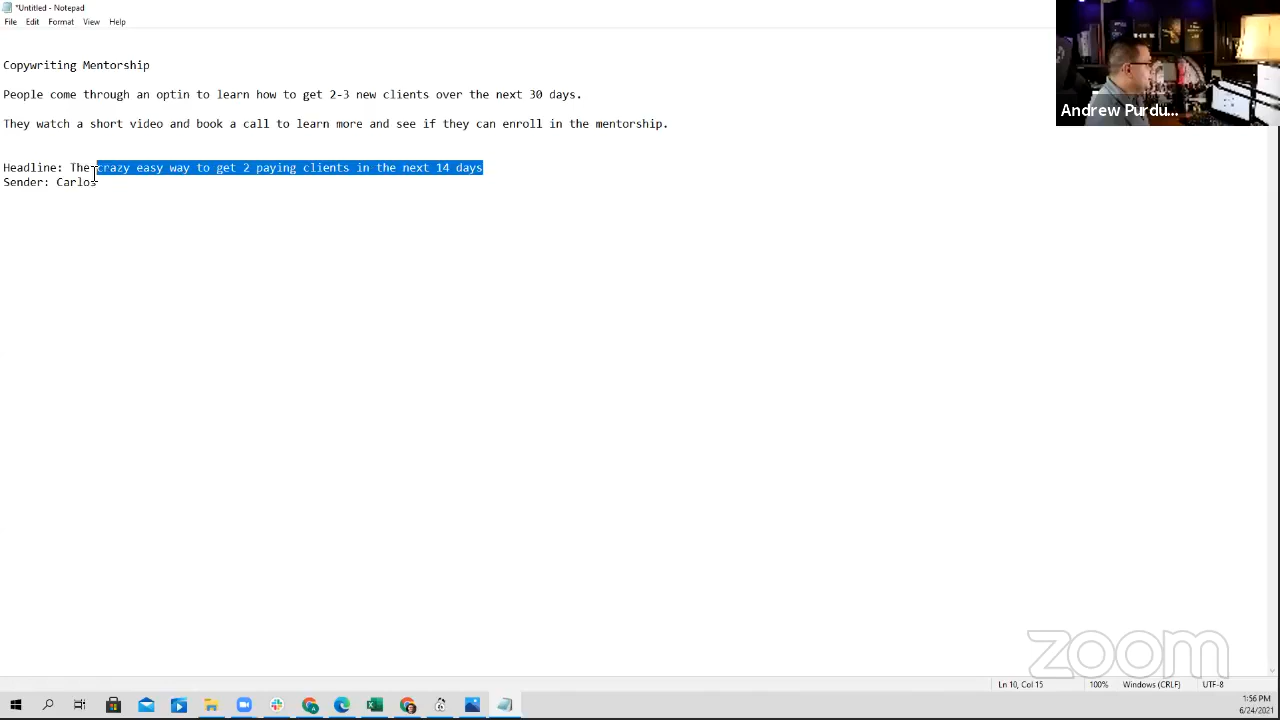 *Untitled - Notepad
File Edit Format View Help
Copywriting Mentorship
People come through an optin to learn how to get 2-3 new clients over the next 30 days.
They watch a short video and book a call to learn more and see if they can enroll in the mentorship.
Headline: The crazy easy way to get 2 paying clients in the next 14 days
Sender: Carlos
Andrew Purdu...
zoom
Ln 10, Col 15 100% Windows (CRLF) UTF-8
1:56 PM
6/24/2021